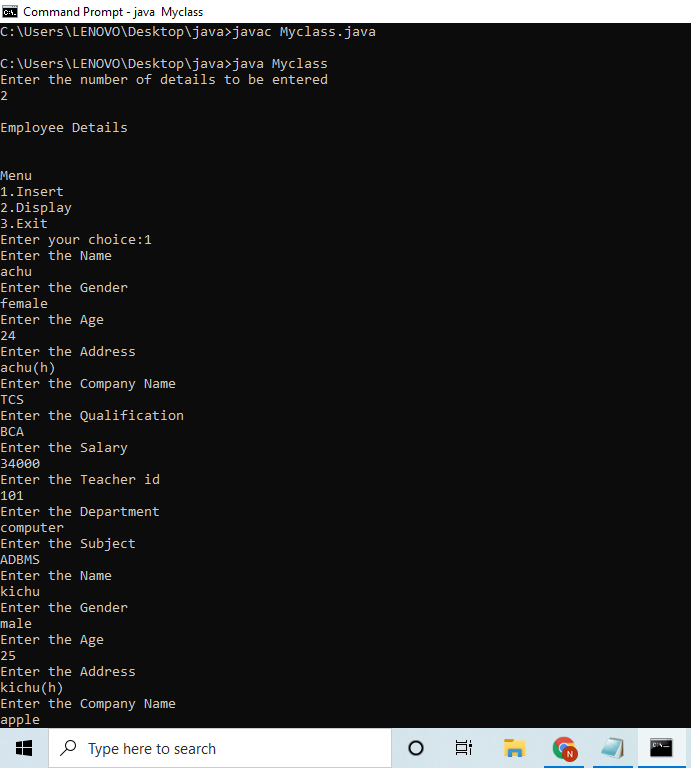 Command Prompt - java  Myclass
C:\Users\LENOVO\Desktop\java>javac Myclass.java
C:\Users\LENOVO\Desktop\java>java Myclass
Enter the number of details to be entered
2
Employee Details
Menu
1.Insert
2.Display
3.Exit
Enter your choice:1
Enter the Name
achu
Enter the Gender
female
Enter the Age
24
Enter the Address
achu(h)
Enter the Company Name
TCS
Enter the Qualification
BCA
Enter the Salary
34000
Enter the Teacher id
101
Enter the Department
computer
Enter the Subject
ADBMS
Enter the Name
kichu
Enter the Gender
male
Enter the Age
25
Enter the Address
kichu(h)
Enter the Company Name
apple
Type here to search
N